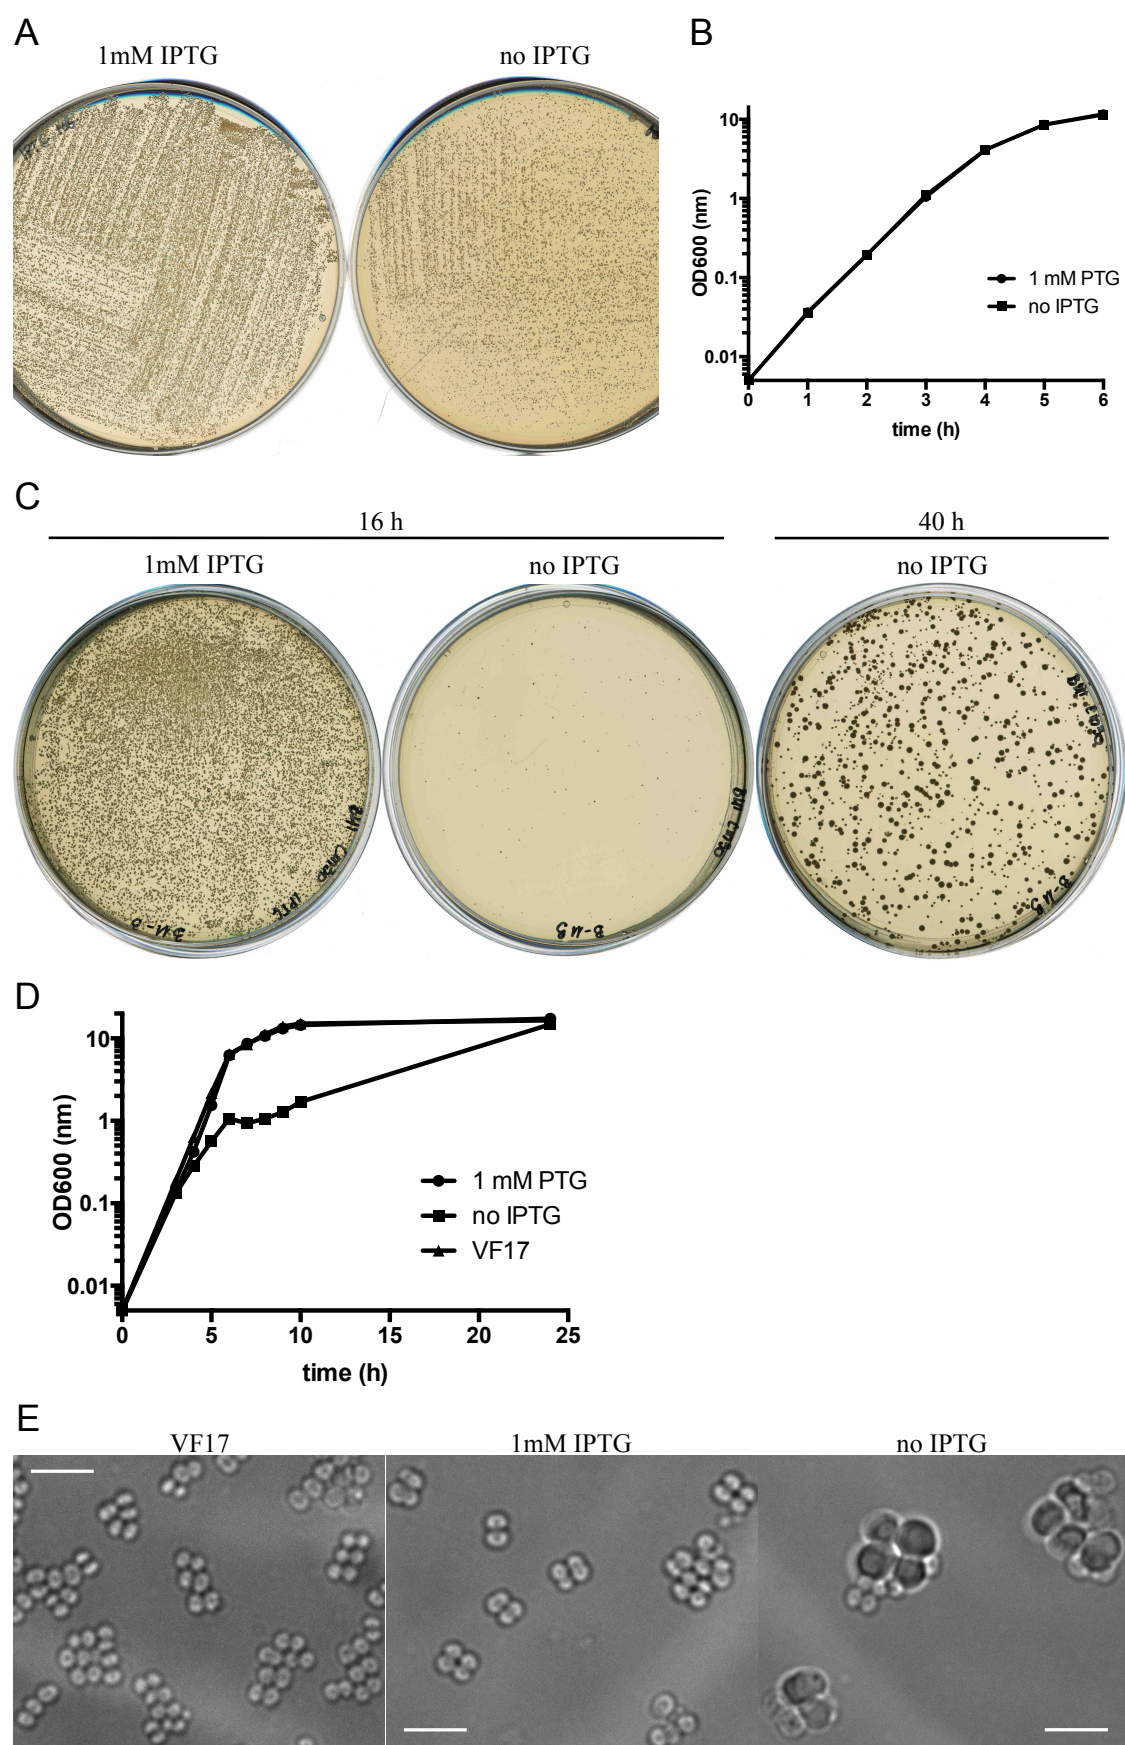 A
1mM IPTG
no IPTG
B
10
1
0.1
0.01
OD600 (nm)
1 mM PTG
no IPTG
0 1 2 3 4 5 6
time (h)
C
16 h
40 h
1mM IPTG
no IPTG
no IPTG
D
10
1
0.1
0.01
OD600 (nm)
1 mM PTG
no IPTG
VF17
0 5 10 15 20 25
time (h)
E
VF17
1mM IPTG
no IPTG